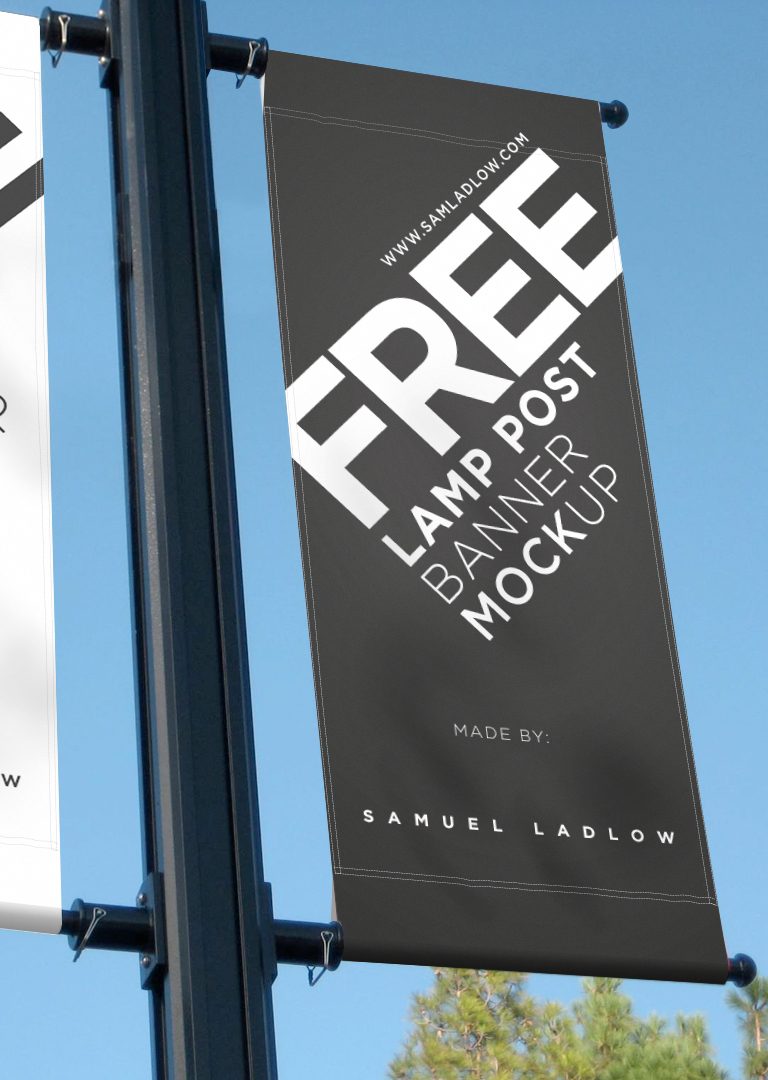 WWW.SAMLADLOW.COM
FREE
LAMP POST
BANNER
MOCKUP
MADE BY:
SAMUEL LADLOW